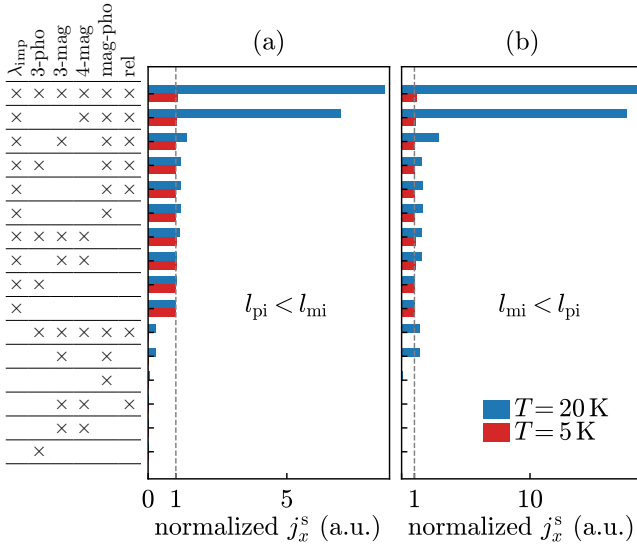 (a) (b)
λimp 3-pho 3-mag 4-mag mag-pho rel
× × × × × ×
× × × ×
× × × ×
× × × ×
× × ×
× ×
× × × ×
× × ×
× ×
×
× × × × ×
× ×
×
× × ×
× ×
×
lpi < lmi
lmi < lpi
T = 20 K
T = 5 K
0 1 5
1 10
normalized jxs (a.u.)
normalized jxs (a.u.)